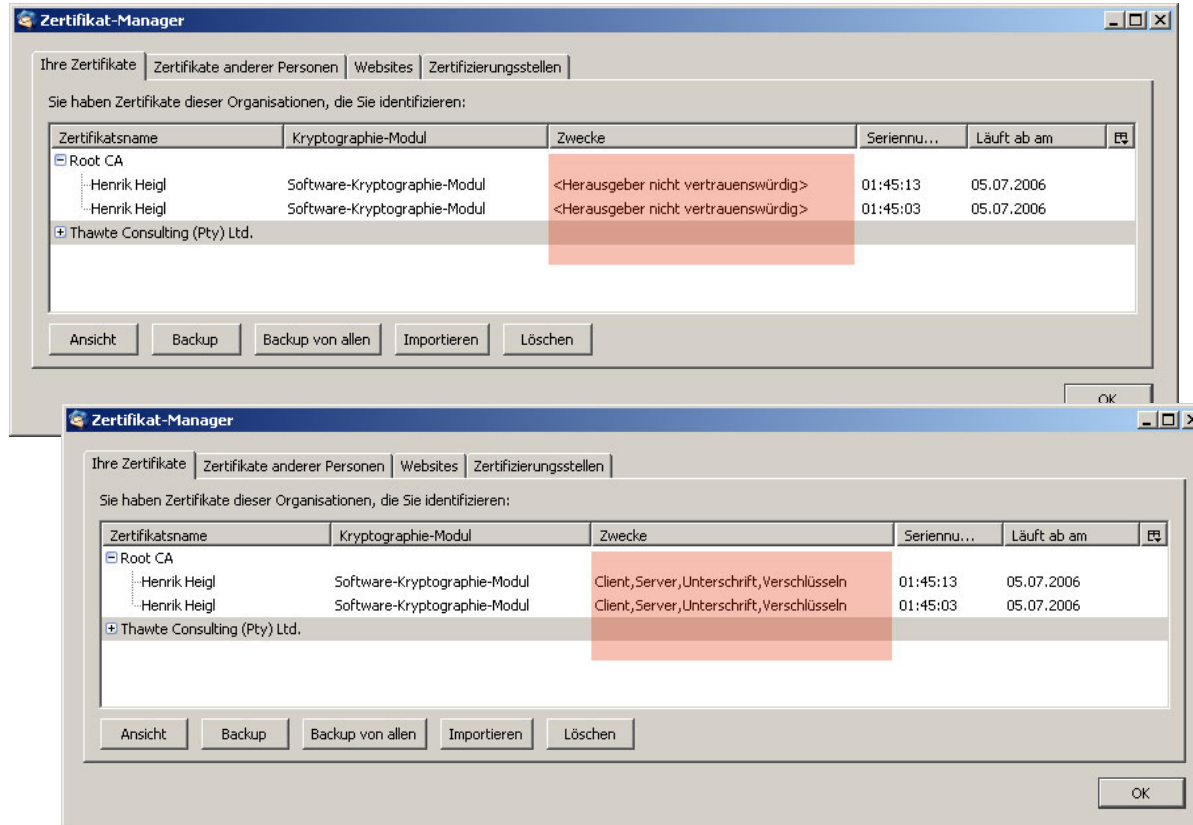 Zertifikat-Manager
Ihre Zertifikate Zertifikate anderer Personen Websites Zertifizierungsstellen
Sie haben Zertifikate dieser Organisationen, die Sie identifizieren:
Zertifikatsname Kryptographie-Modul Zwecke Seriennu... Läuft ab am
Root CA
Henrik Heigl Software-Kryptographie-Modul <Herausgeber nicht vertrauenswürdig> 01:45:13 05.07.2006
Henrik Heigl Software-Kryptographie-Modul <Herausgeber nicht vertrauenswürdig> 01:45:03 05.07.2006
Thawte Consulting (Pty) Ltd.
Ansicht Backup Backup von allen Importieren Löschen
OK
Zertifikat-Manager
Ihre Zertifikate Zertifikate anderer Personen Websites Zertifizierungsstellen
Sie haben Zertifikate dieser Organisationen, die Sie identifizieren:
Zertifikatsname Kryptographie-Modul Zwecke Seriennu... Läuft ab am
Root CA
Henrik Heigl Software-Kryptographie-Modul Client,Server,Unterschrift,Verschlüsseln 01:45:13 05.07.2006
Henrik Heigl Software-Kryptographie-Modul Client,Server,Unterschrift,Verschlüsseln 01:45:03 05.07.2006
Thawte Consulting (Pty) Ltd.
Ansicht Backup Backup von allen Importieren Löschen
OK